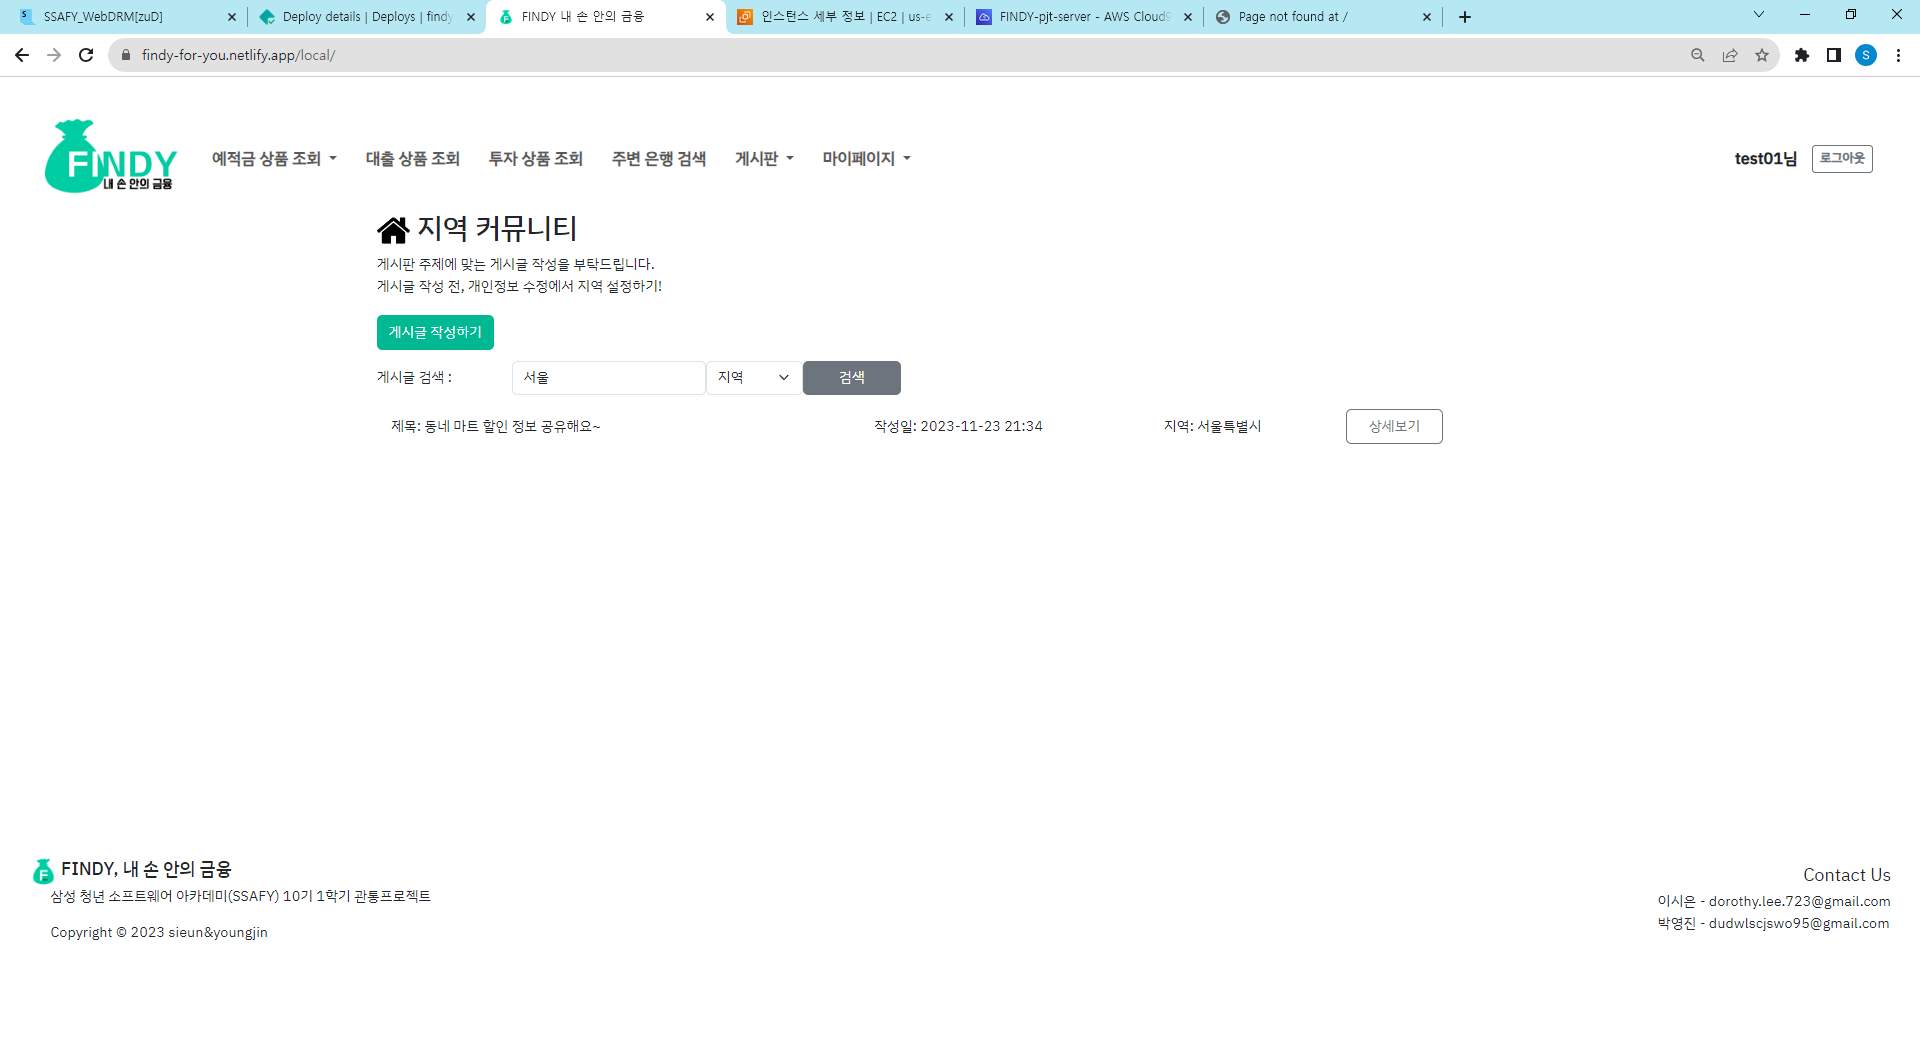 SSAFY_WebDRM[zuD]
Deploy details | Deploys | findy
FINDY 내 손 안의 금융
인스턴스 세부 정보 | EC2 | us-e
FINDY-pjt-server - AWS Cloud9
Page not found at /
findy-for-you.netlify.app/local/
S
FINDY
내 손 안의 금융
예적금 상품 조회
대출 상품 조회
투자 상품 조회
주변 은행 검색
게시판
마이페이지
test01님
로그아웃
지역 커뮤니티
게시판 주제에 맞는 게시글 작성을 부탁드립니다.
게시글 작성 전, 개인정보 수정에서 지역 설정하기!
게시글 작성하기
게시글 검색 :
서울
지역
검색
제목: 동네 마트 할인 정보 공유해요~
작성일: 2023-11-23 21:34
지역: 서울특별시
상세보기
FINDY, 내 손 안의 금융
삼성 청년 소프트웨어 아카데미(SSAFY) 10기 1학기 관통프로젝트
Copyright © 2023 sieun&youngjin
Contact Us
이시은 - dorothy.lee.723@gmail.com
박영진 - dudwlscjswo95@gmail.com